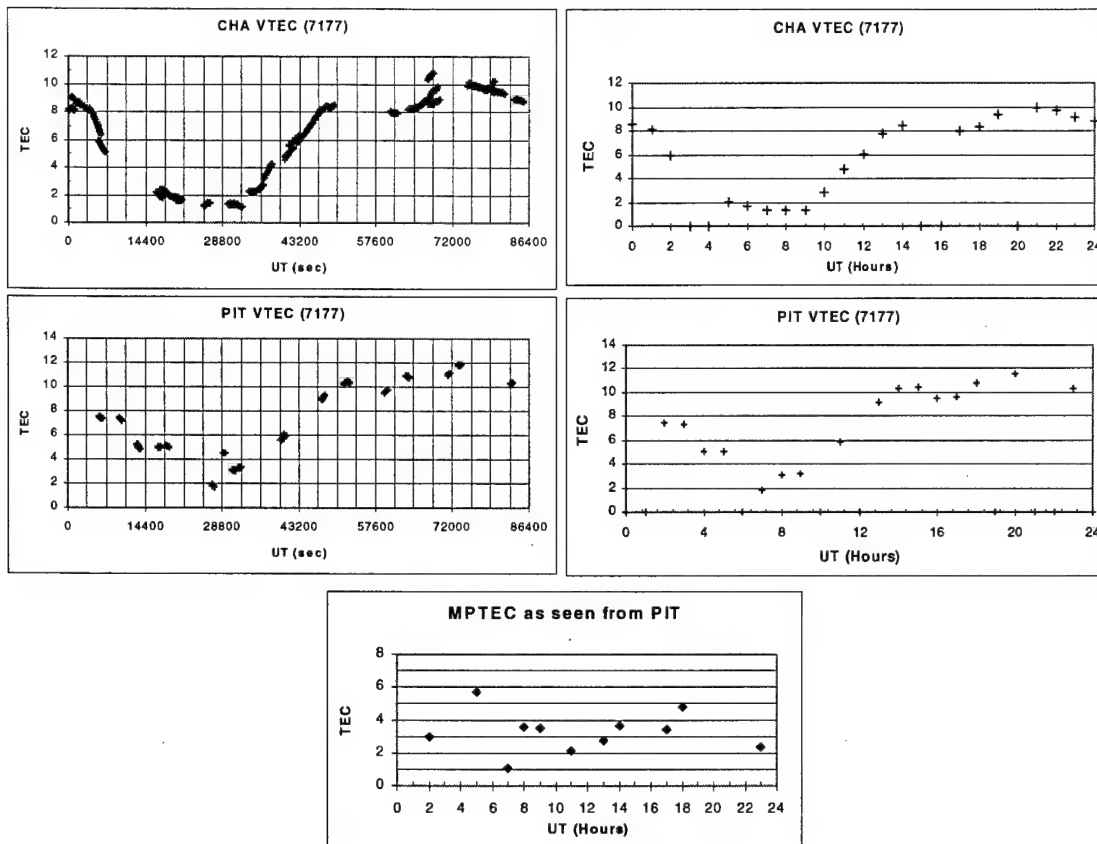 CHA VTEC (7177)
12
10
8
6
4
2
0
TEC
0 14400 28800 43200 57600 72000 86400
UT (sec)
CHA VTEC (7177)
12
10
8
6
4
2
0
TEC
0 2 4 6 8 10 12 14 16 18 20 22 24
UT (Hours)
PIT VTEC (7177)
14
12
10
8
6
4
2
0
TEC
0 14400 28800 43200 57600 72000 86400
UT (sec)
PIT VTEC (7177)
14
12
10
8
6
4
2
0
TEC
0 4 8 12 16 20 24
UT (Hours)
MPTEC as seen from PIT
8
6
4
2
0
TEC
0 2 4 6 8 10 12 14 16 18 20 22 24
UT (Hours)